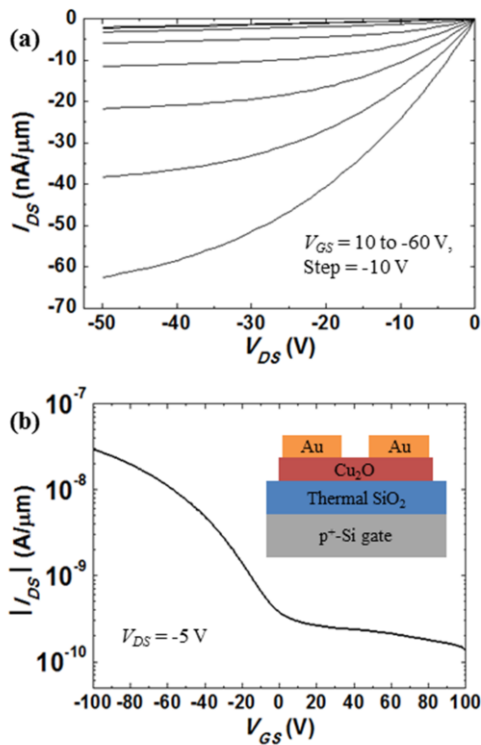 (a)
0
-10
-20
-30
-40
-50
-60
-70
I_DS (nA/μm)
V_GS = 10 to -60 V,
Step = -10 V
-50 -40 -30 -20 -10 0
V_DS (V)
(b)
10⁻⁷
10⁻⁸
10⁻⁹
10⁻¹⁰
|I_DS| (A/μm)
Au Au
Cu₂O
Thermal SiO₂
p⁺-Si gate
V_DS = -5 V
-100 -80 -60 -40 -20 0 20 40 60 80 100
V_GS (V)